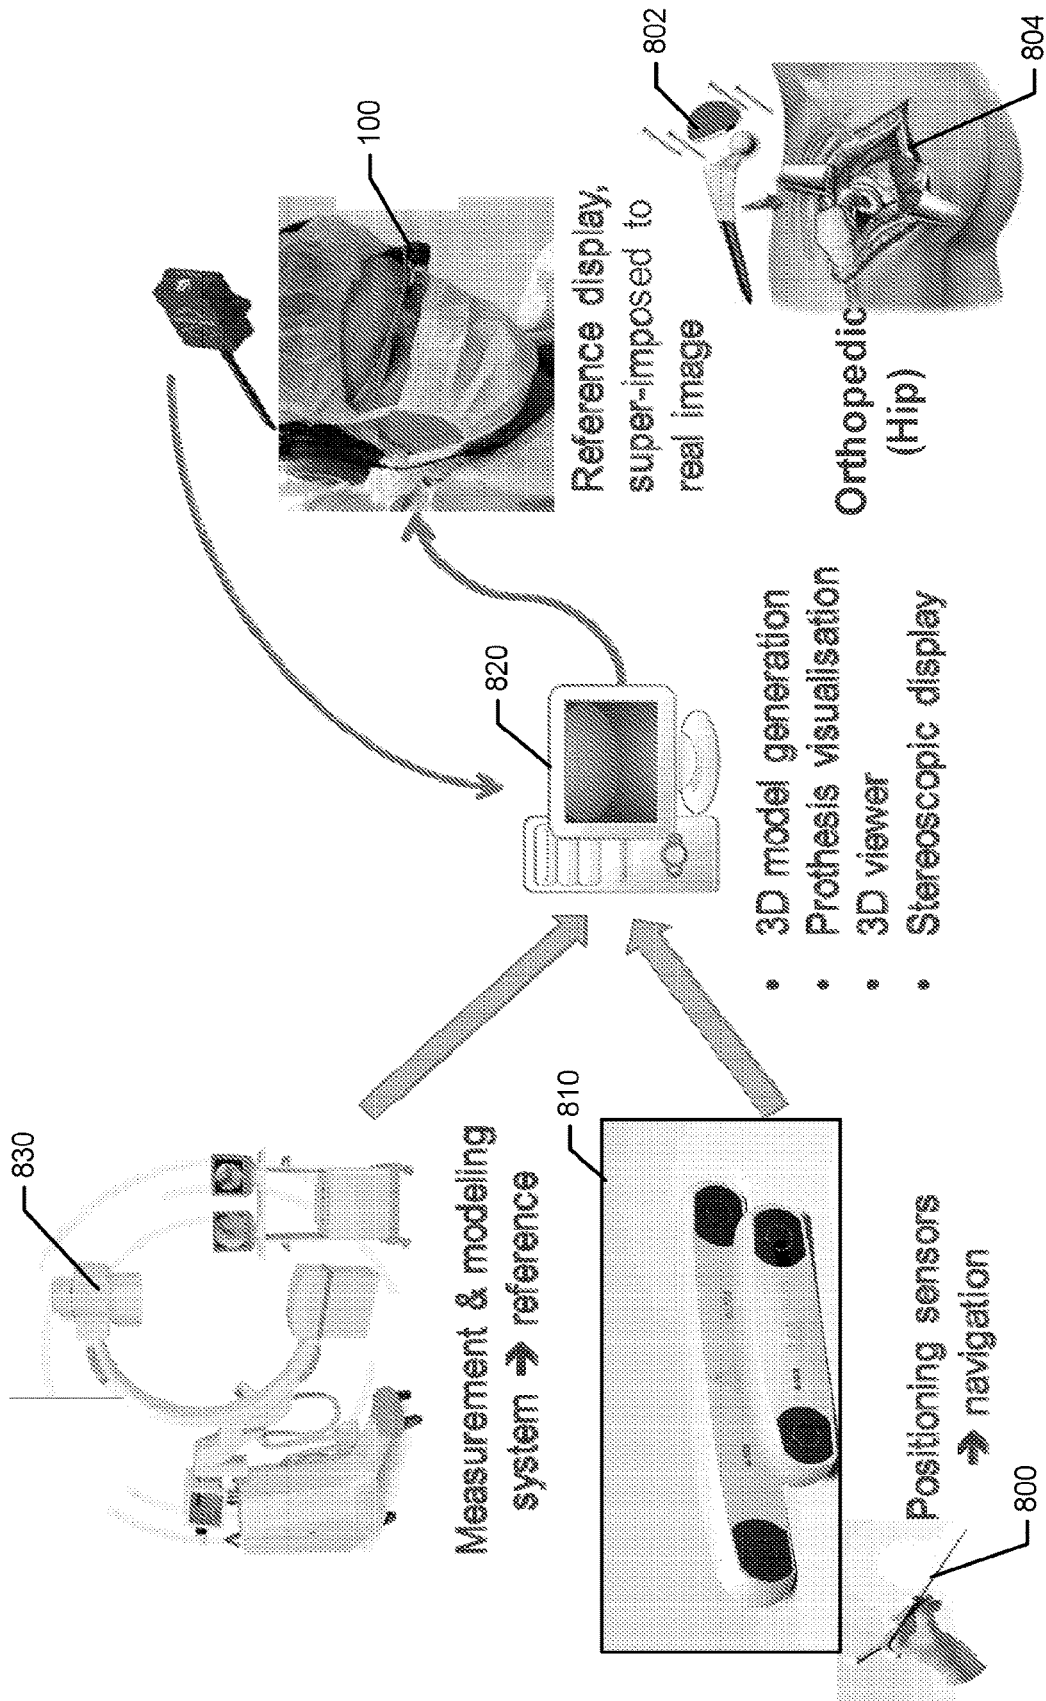 830
Measurement & modeling
system ➔ reference
810
Positioning sensors
➔ navigation
800
820
• 3D model generation
• Prothesis visualisation
• 3D viewer
• Stereoscopic display
100
Reference display,
super-imposed to
real image
802
804
Orthopedic
(Hip)